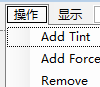 操作 显示
Add Tint
Add Force
Remove